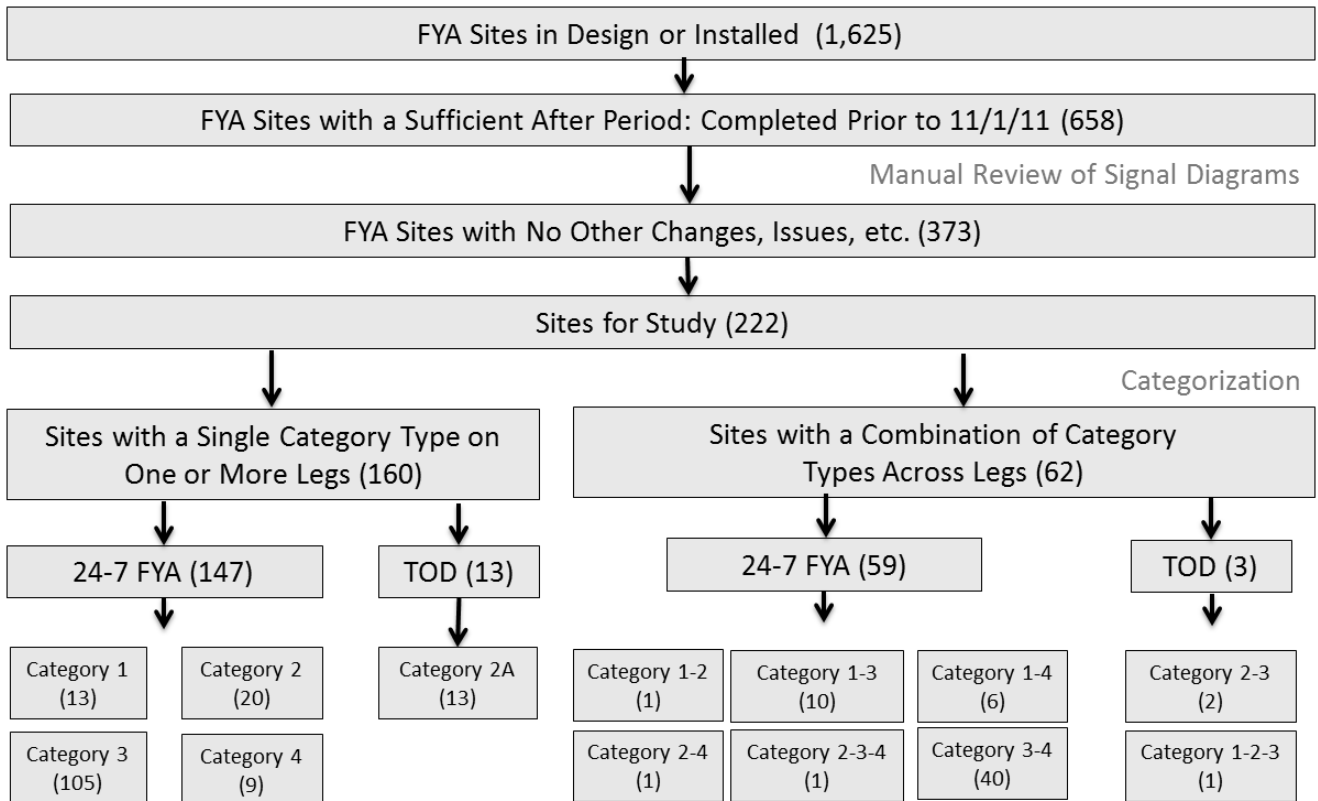 FYA Sites in Design or Installed (1,625)
FYA Sites with a Sufficient After Period: Completed Prior to 11/1/11 (658)
Manual Review of Signal Diagrams
FYA Sites with No Other Changes, Issues, etc. (373)
Sites for Study (222)
Categorization
Sites with a Single Category Type on
One or More Legs (160)
Sites with a Combination of Category
Types Across Legs (62)
24-7 FYA (147)
TOD (13)
24-7 FYA (59)
TOD (3)
Category 1
(13)
Category 2
(20)
Category 2A
(13)
Category 1-2
(1)
Category 1-3
(10)
Category 1-4
(6)
Category 2-3
(2)
Category 3
(105)
Category 4
(9)
Category 2-4
(1)
Category 2-3-4
(1)
Category 3-4
(40)
Category 1-2-3
(1)